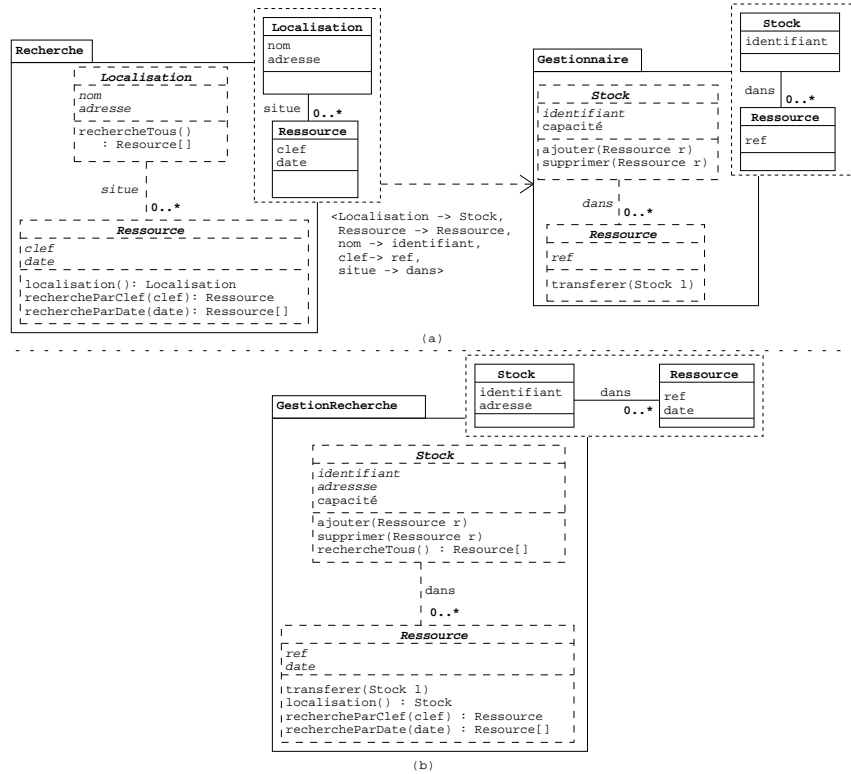 Recherche
Localisation
nom
adresse
rechercheTous()
: Resource[]
situe
0..*
Ressource
clef
date
localisation(): Localisation
rechercheParClef(clef): Ressource
rechercheParDate(date): Ressource[]
Localisation
nom
adresse
situe
0..*
Ressource
clef
date
<Localisation -> Stock,
Ressource -> Ressource,
nom -> identifiant,
clef-> ref,
situe -> dans>
Gestionnaire
Stock
identifiant
capacité
ajouter(Ressource r)
supprimer(Ressource r)
dans
0..*
Ressource
ref
transferer(Stock l)
Stock
identifiant
dans
0..*
Ressource
ref
(a)
GestionRecherche
Stock
identifiant
adresse
dans
0..*
Ressource
ref
date
Stock
identifiant
adressse
capacité
ajouter(Ressource r)
supprimer(Ressource r)
rechercheTous() : Resource[]
dans
0..*
Ressource
ref
date
transferer(Stock l)
localisation() : Stock
rechercheParClef(clef) : Ressource
rechercheParDate(date) : Ressource[]
(b)